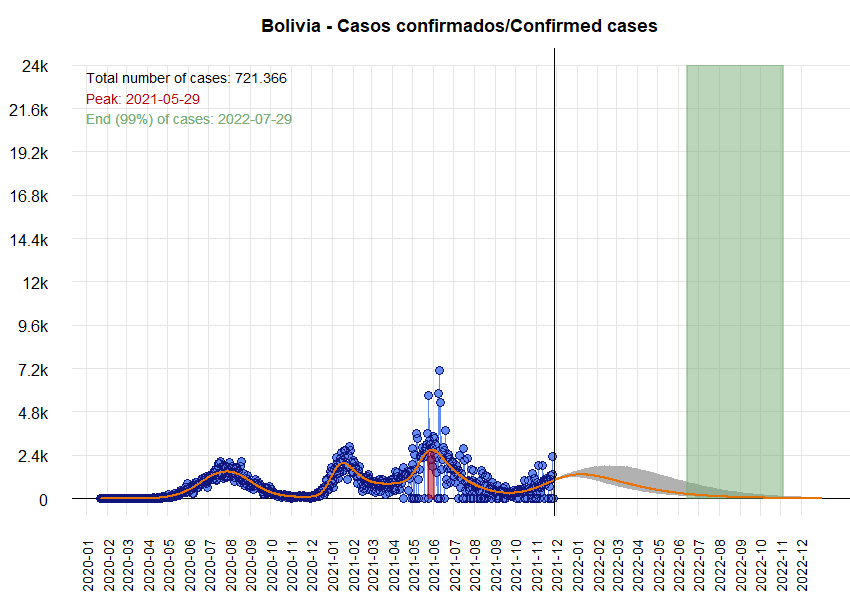 Bolivia - Casos confirmados/Confirmed cases
Total number of cases: 721.366
Peak: 2021-05-29
End (99%) of cases: 2022-07-29
24k
21.6k
19.2k
16.8k
14.4k
12k
9.6k
7.2k
4.8k
2.4k
0
2020-01
2020-02
2020-03
2020-04
2020-05
2020-06
2020-07
2020-08
2020-09
2020-10
2020-11
2020-12
2021-01
2021-02
2021-03
2021-04
2021-05
2021-06
2021-07
2021-08
2021-09
2021-10
2021-11
2021-12
2022-01
2022-02
2022-03
2022-04
2022-05
2022-06
2022-07
2022-08
2022-09
2022-10
2022-11
2022-12